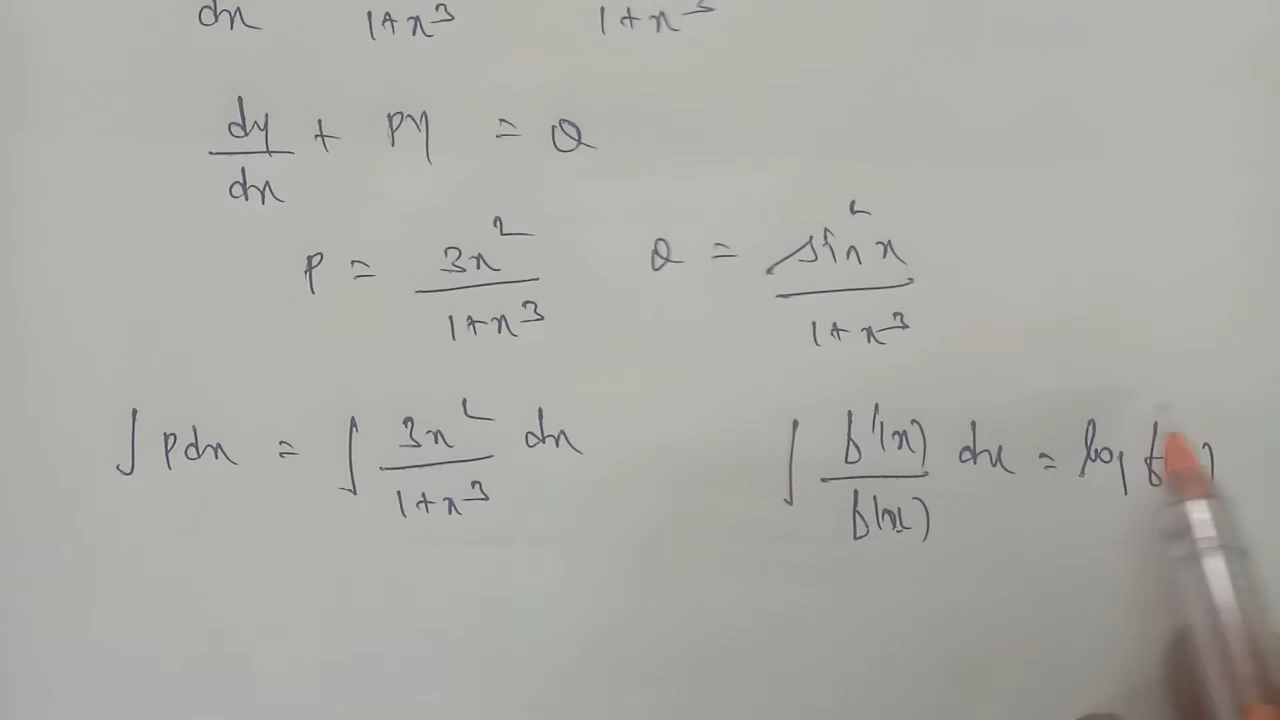 dx 1+x³ 1+x³
dy/dx + Py = Q
P = 3x²/1+x³ Q = sin²x/1+x³
∫ Pdx = ∫ 3x²/1+x³ dx ∫ f'(x)/f(x) dx = log f( )